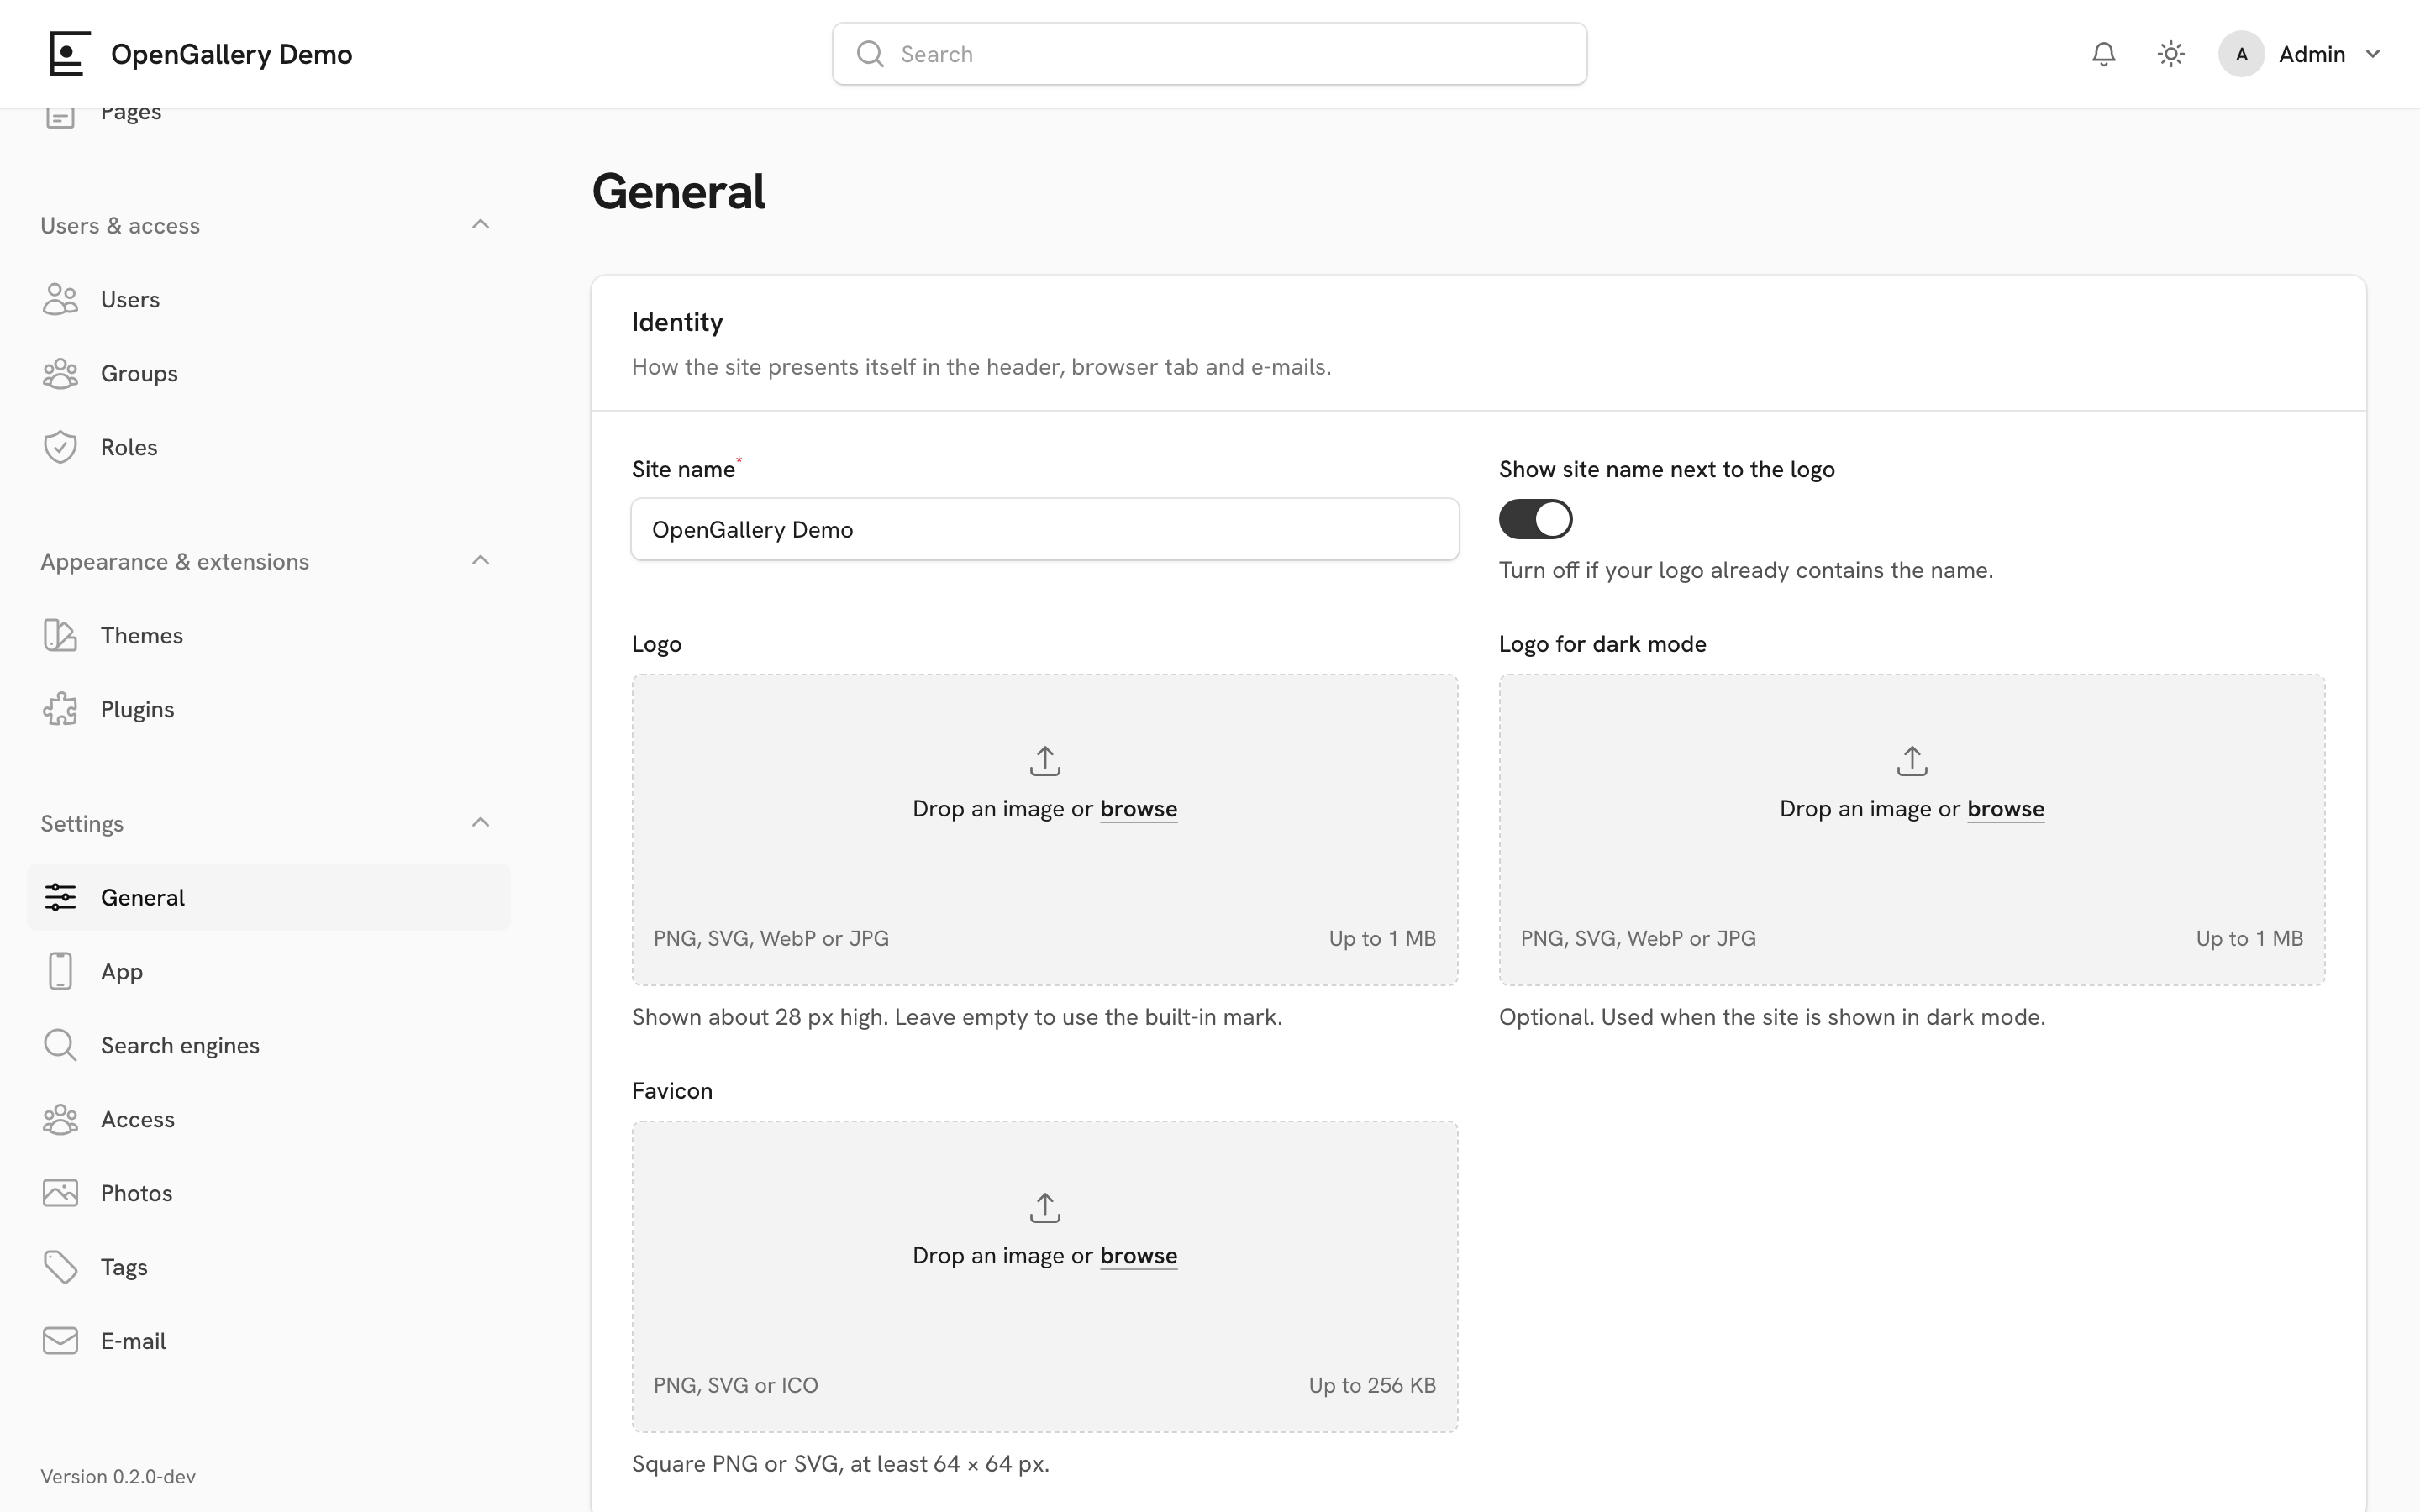 OpenGallery Demo
Search
A
Admin
Pages
Users & access
Users
Groups
Roles
Appearance & extensions
Themes
Plugins
Settings
General
App
Search engines
Access
Photos
Tags
E-mail
Version 0.2.0-dev
General
Identity
How the site presents itself in the header, browser tab and e-mails.
Site name*
OpenGallery Demo
Show site name next to the logo
Turn off if your logo already contains the name.
Logo
Drop an image or browse
PNG, SVG, WebP or JPG
Up to 1 MB
Shown about 28 px high. Leave empty to use the built-in mark.
Logo for dark mode
Drop an image or browse
PNG, SVG, WebP or JPG
Up to 1 MB
Optional. Used when the site is shown in dark mode.
Favicon
Drop an image or browse
PNG, SVG or ICO
Up to 256 KB
Square PNG or SVG, at least 64 × 64 px.